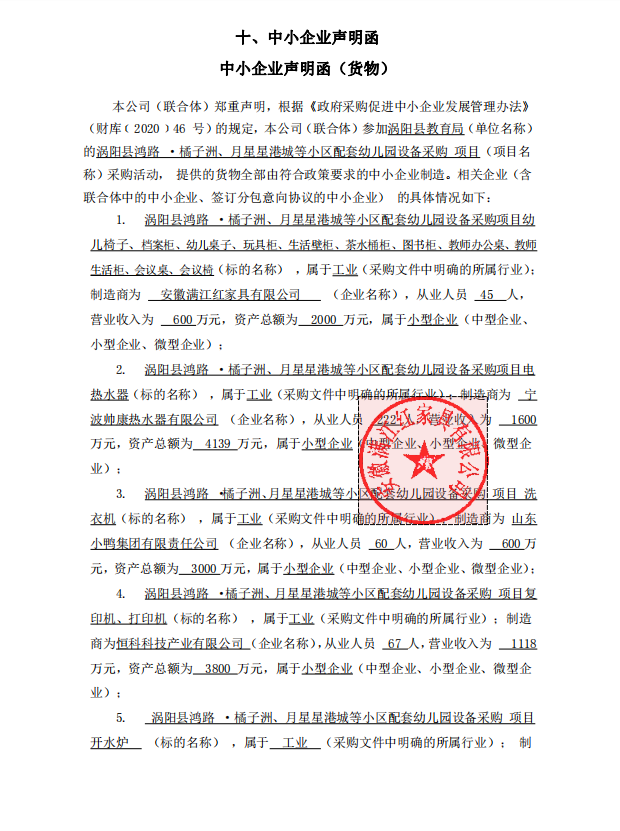 十、中小企业声明函
中小企业声明函（货物）
本公司（联合体）郑重声明，根据《政府采购促进中小企业发展管理办法》
（财库﹝2020﹞46 号）的规定，本公司（联合体）参加涡阳县教育局（单位名称）
的涡阳县鸿路 ·橘子洲、月星星港城等小区配套幼儿园设备采购 项目（项目名
称）采购活动， 提供的货物全部由符合政策要求的中小企业制造。相关企业（含
联合体中的中小企业、签订分包意向协议的中小企业） 的具体情况如下：
1. 涡阳县鸿路 ·橘子洲、月星星港城等小区配套幼儿园设备采购项目幼
儿椅子、档案柜、幼儿桌子、玩具柜、生活壁柜、茶水桶柜、图书柜、教师办公桌、教师
生活柜、会议桌、会议椅（标的名称） ，属于工业（采购文件中明确的所属行业）；
制造商为 安徽满江红家具有限公司 （企业名称），从业人员 45 人，
营业收入为 600 万元，资产总额为 2000 万元，属于小型企业（中型企业、
小型企业、微型企业）；
2. 涡阳县鸿路 ·橘子洲、月星星港城等小区配套幼儿园设备采购项目电
热水器（标的名称） ，属于工业（采购文件中明确的所属行业）；制造商为 宁
波帅康热水器有限公司 （企业名称），从业人员 222 人，营业收入为 1600
万元，资产总额为 4139 万元，属于小型企业（中型企业、小型企业、微型企
业）；
3. 涡阳县鸿路 ·橘子洲、月星星港城等小区配套幼儿园设备采购 项目 洗
衣机（标的名称） ，属于工业（采购文件中明确的所属行业）；制造商为 山东
小鸭集团有限责任公司 （企业名称），从业人员 60 人，营业收入为 600 万
元，资产总额为 3000 万元，属于小型企业（中型企业、小型企业、微型企业）；
4. 涡阳县鸿路 ·橘子洲、月星星港城等小区配套幼儿园设备采购 项目复
印机、打印机（标的名称） ，属于工业（采购文件中明确的所属行业）；制造
商为恒科科技产业有限公司（企业名称），从业人员 67 人，营业收入为 1118
万元，资产总额为 3800 万元，属于小型企业（中型企业、小型企业、微型企
业）；
5. 涡阳县鸿路 ·橘子洲、月星星港城等小区配套幼儿园设备采购 项目
开水炉 （标的名称） ，属于 工业 （采购文件中明确的所属行业）； 制
安徽满江红家具有限公司